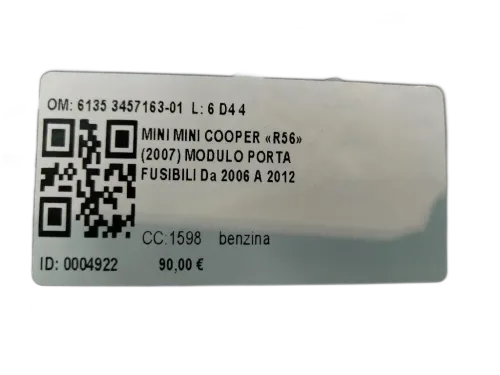 OM: 6135 3457163-01 L: 6 D4 4
MINI MINI COOPER «R56»
(2007) MODULO PORTA
FUSIBILI Da 2006 A 2012
CC:1598 benzina
ID: 0004922 90,00 €